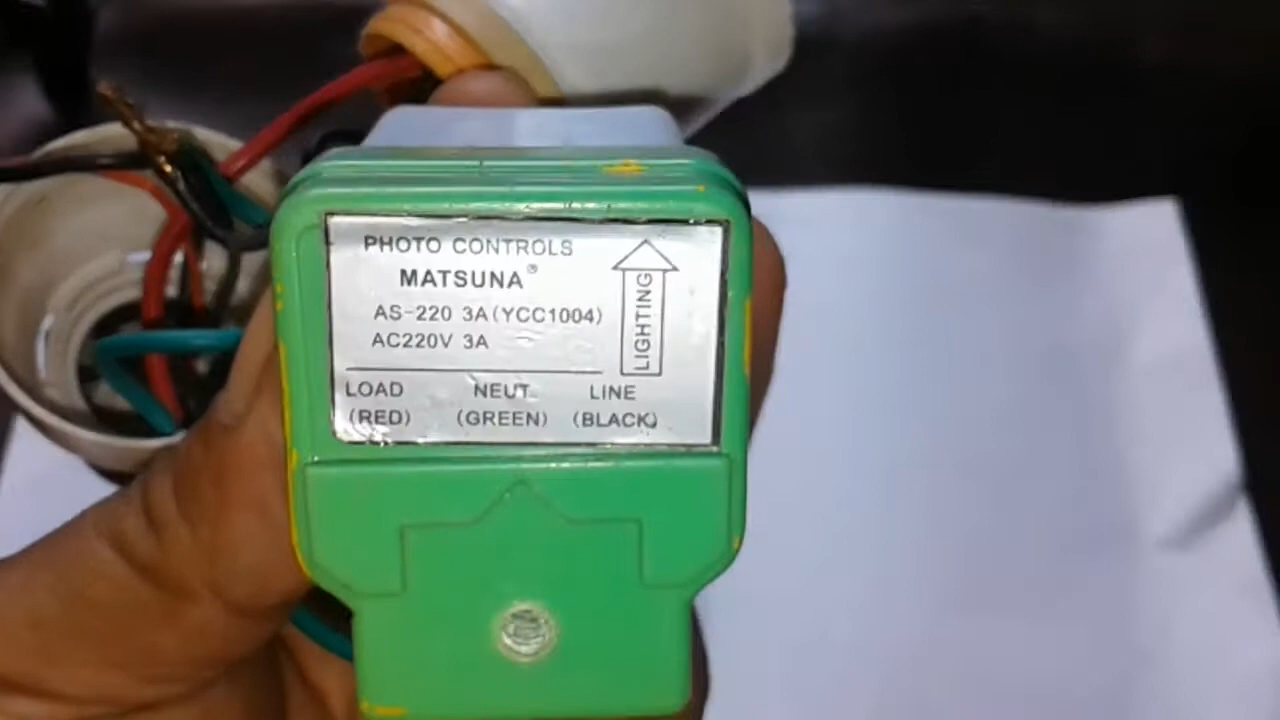 PHOTO CONTROLS
MATSUNA®
AS-220 3A(YCC1004)
AC220V 3A
LIGHTING
LOAD NEUT LINE
(RED) (GREEN) (BLACK)